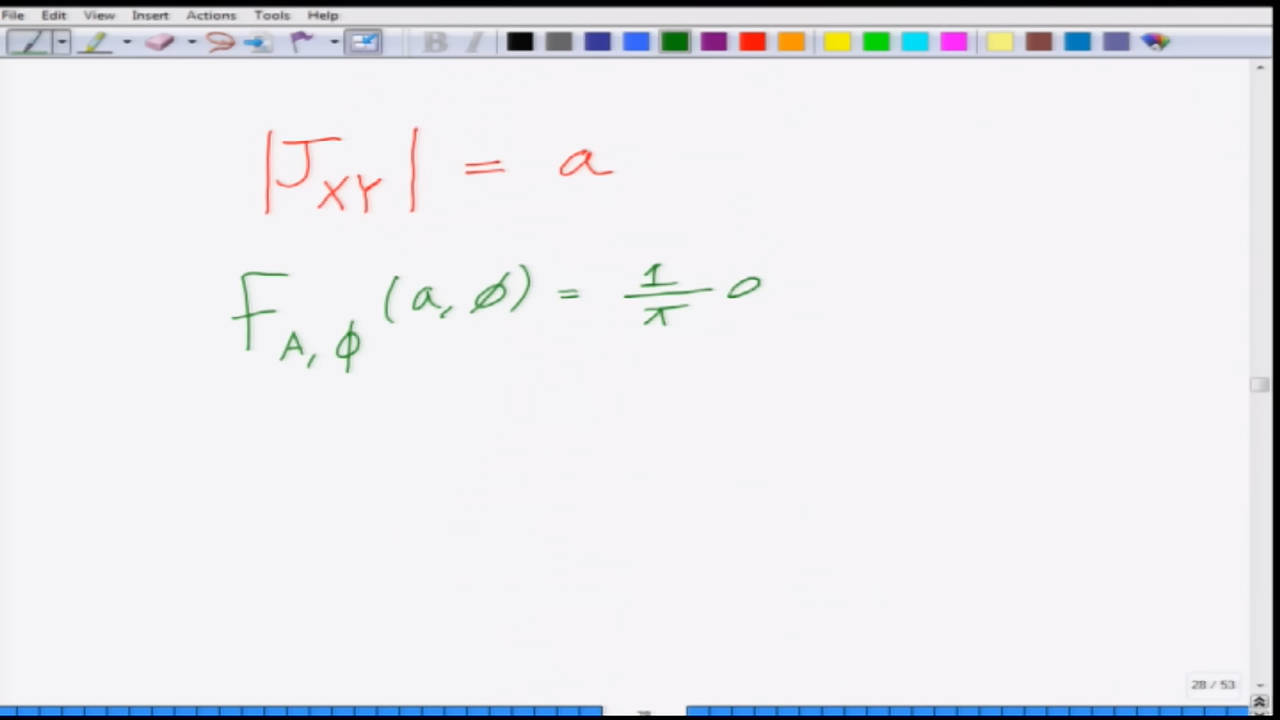 File Edit View Insert Actions Tools Help
B I
|J_XY| = a
F_A,ϕ (a, ϕ) = 1/π
28 / 53